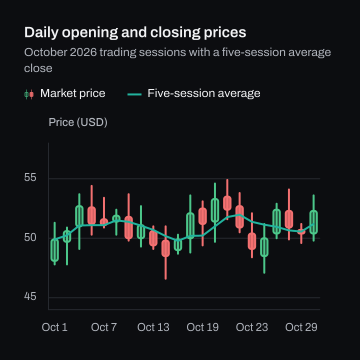 Daily opening and closing prices
October 2026 trading sessions with a five-session average
close
Market price
Five-session average
Price (USD)
55
50
45
Oct 1
Oct 7
Oct 13
Oct 19
Oct 23
Oct 29